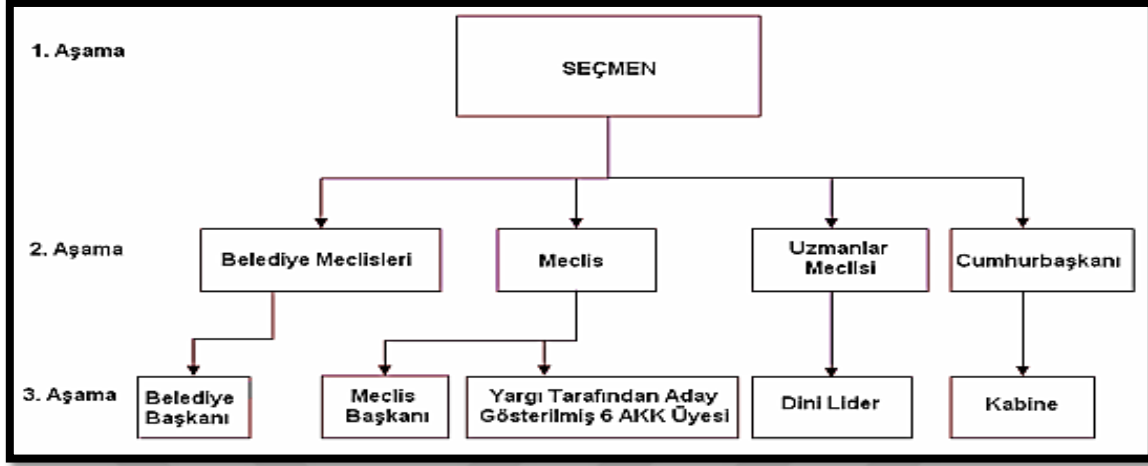 1. Aşama
SEÇMEN
2. Aşama
Belediye Meclisleri
Meclis
Uzmanlar
Meclisi
Cumhurbaşkanı
3. Aşama
Belediye
Başkanı
Meclis
Başkanı
Yargı Tarafından Aday
Gösterilmiş 6 AKK Üyesi
Dini Lider
Kabine